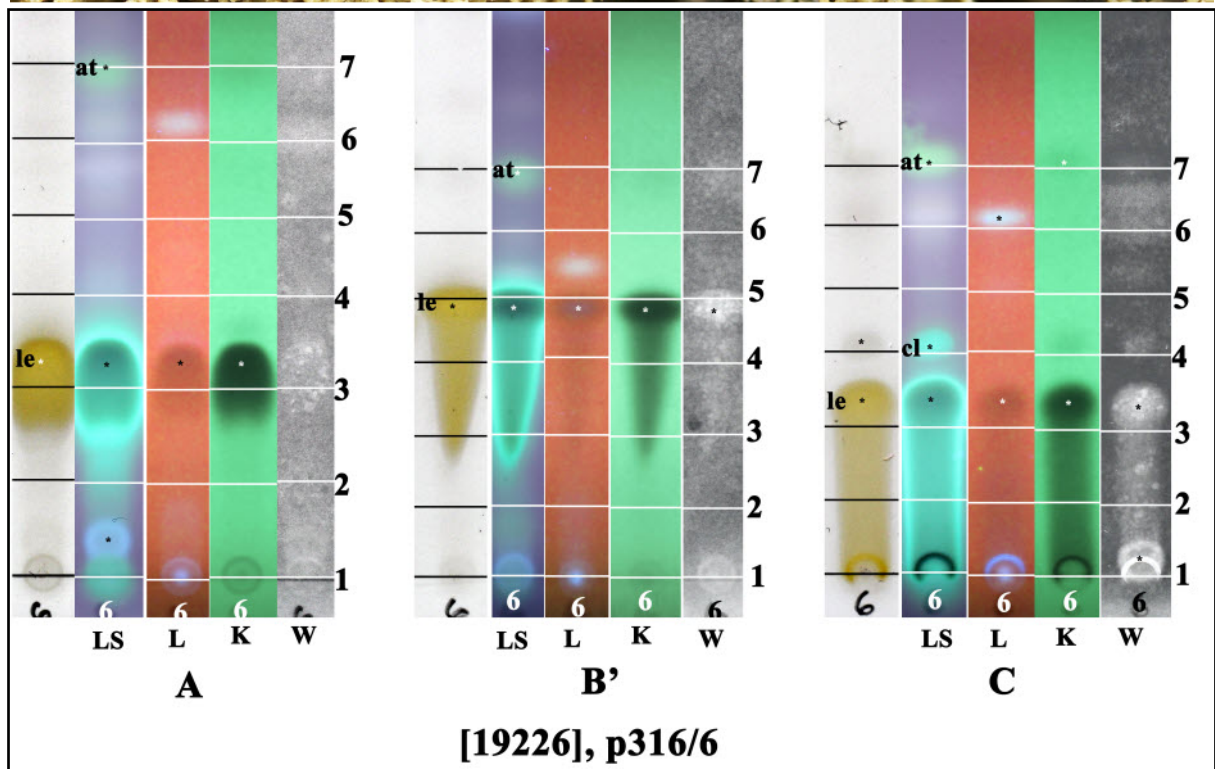 at 7 at at
7 7
6 6 6
5
le 5 5
4 4 cl 4
le le
3 3 3
2 2 2
1 1 1
6 6 6 6 6 6 6 6 6 6 6 6 6
LS L K W LS L K W LS L K W
A B’ C
[19226], p316/6